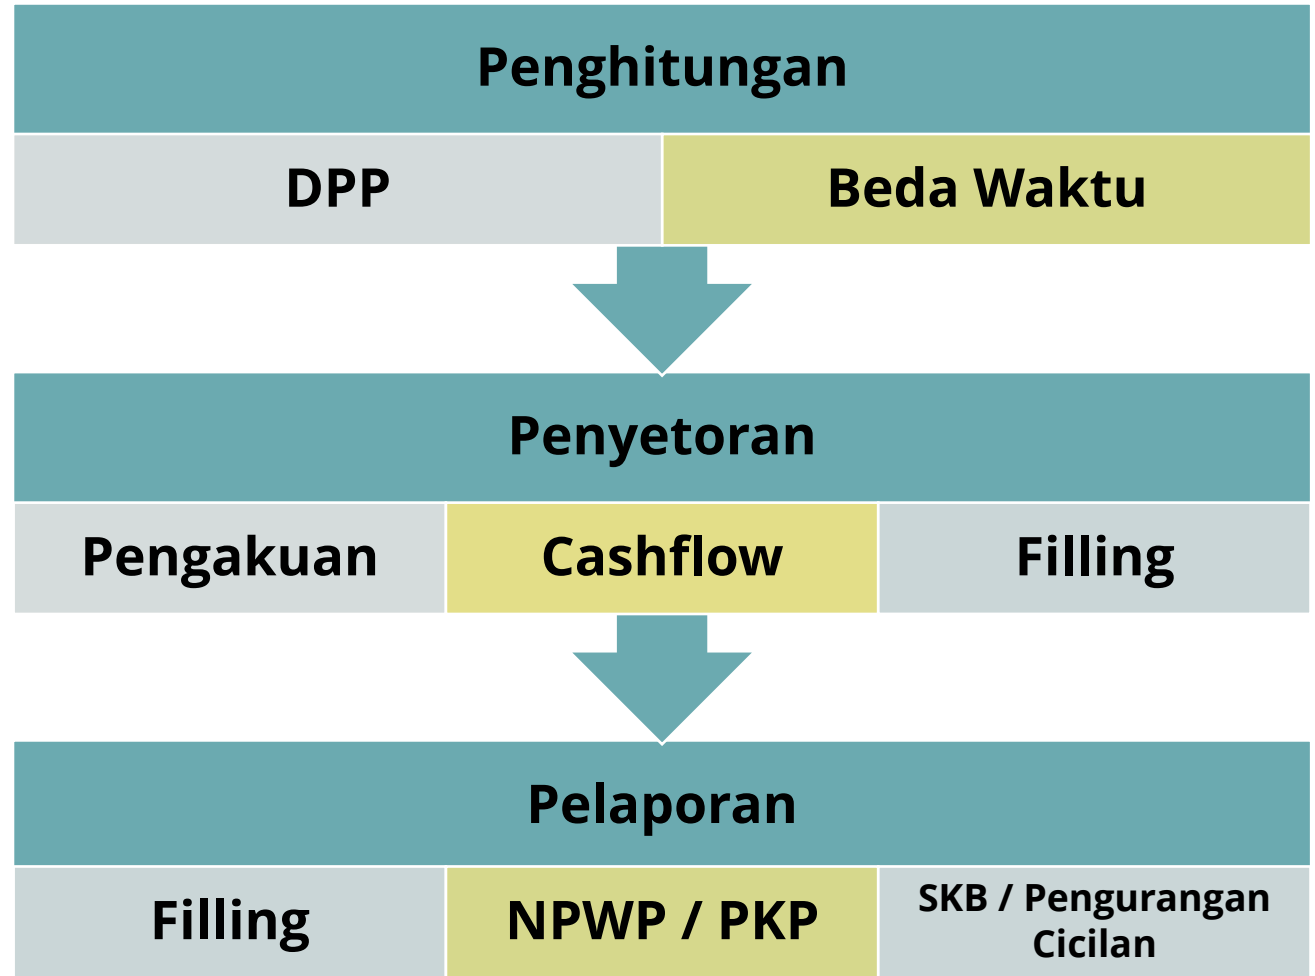 Penghitungan
DPP
Beda Waktu
Penyetoran
Pengakuan
Cashflow
Filling
Pelaporan
Filling
NPWP / PKP
SKB / Pengurangan
Cicilan